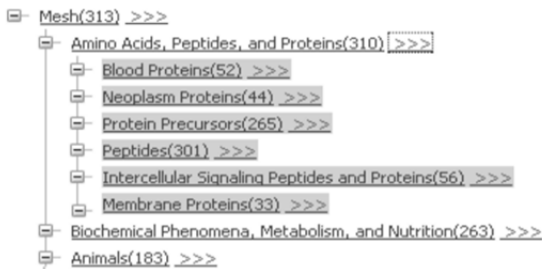 Mesh(313) >>>
Amino Acids, Peptides, and Proteins(310) >>>
Blood Proteins(52) >>>
Neoplasm Proteins(44) >>>
Protein Precursors(265) >>>
Peptides(301) >>>
Intercellular Signaling Peptides and Proteins(56) >>>
Membrane Proteins(33) >>>
Biochemical Phenomena, Metabolism, and Nutrition(263) >>>
Animals(183) >>>